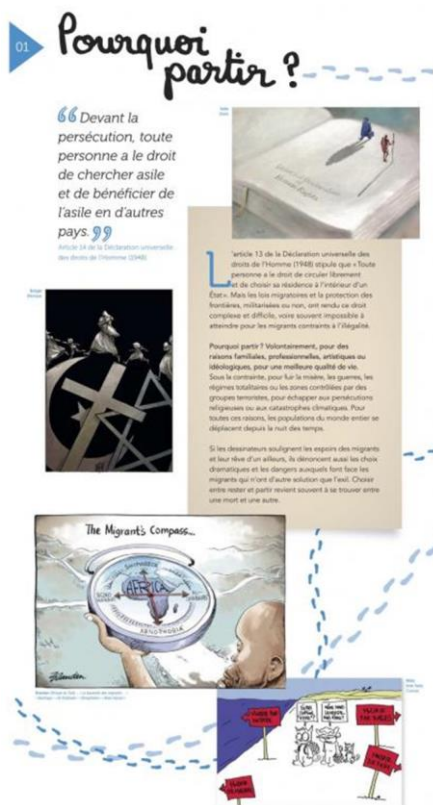 01
Pourquoi
partir ?
“ Devant la
persécution, toute
personne a le droit
de chercher asile
et de bénéficier de
l'asile en d'autres
pays. ”
Article 14 de la Déclaration universelle
des droits de l'Homme (1948)
L'article 13 de la Déclaration universelle des
droits de l'Homme (1948) stipule que « Toute
personne a le droit de circuler librement
et de choisir sa résidence à l'intérieur d'un
État ». Mais les lois migratoires et la protection des
frontières, militarisées ou non, ont rendu ce droit
complexe et difficile, voire souvent impossible à
atteindre pour les migrants contraints à l'illégalité.
Pourquoi partir ? Volontairement, pour des
raisons familiales, professionnelles, artistiques ou
idéologiques, pour une meilleure qualité de vie.
Sous la contrainte, pour fuir la misère, les guerres, les
régimes totalitaires ou les zones contrôlées par des
groupes terroristes, pour échapper aux persécutions
religieuses ou aux catastrophes climatiques. Pour
toutes ces raisons, les populations du monde entier se
déplacent depuis la nuit des temps.
Si les dessinateurs soulignent les espoirs des migrants
et leur rêve d'un ailleurs, ils dénoncent aussi les choix
dramatiques et les dangers auxquels font face les
migrants qui n'ont d'autre solution que l'exil. Choisir
entre rester et partir revient souvent à se trouver entre
une mort et une autre.
The Migrant's Compass...
AFRICA
XENOPHOBIA